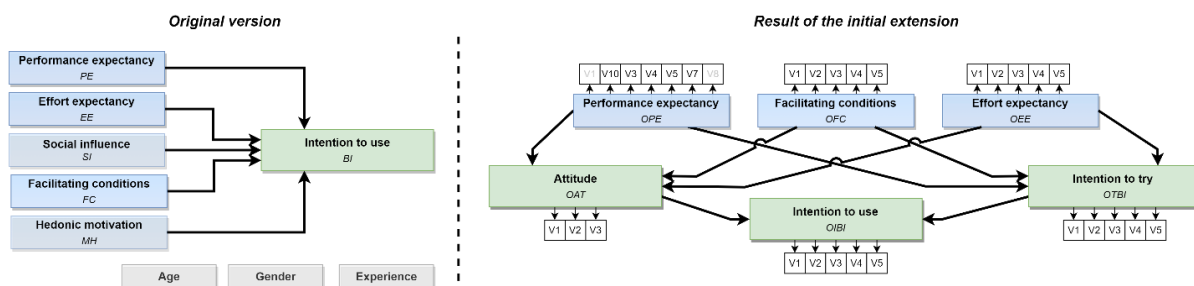 Original version
Performance expectancy
PE
Effort expectancy
EE
Social influence
SI
Facilitating conditions
FC
Hedonic motivation
MH
Intention to use
BI
Age
Gender
Experience
Result of the initial extension
V1 V10 V3 V4 V5 V7 V8
Performance expectancy
OPE
V1 V2 V3 V4 V5
Facilitating conditions
OFC
V1 V2 V3 V4 V5
Effort expectancy
OEE
Attitude
OAT
V1 V2 V3
Intention to use
OIBI
V1 V2 V3 V4 V5
Intention to try
OTBI
V1 V2 V3 V4 V5